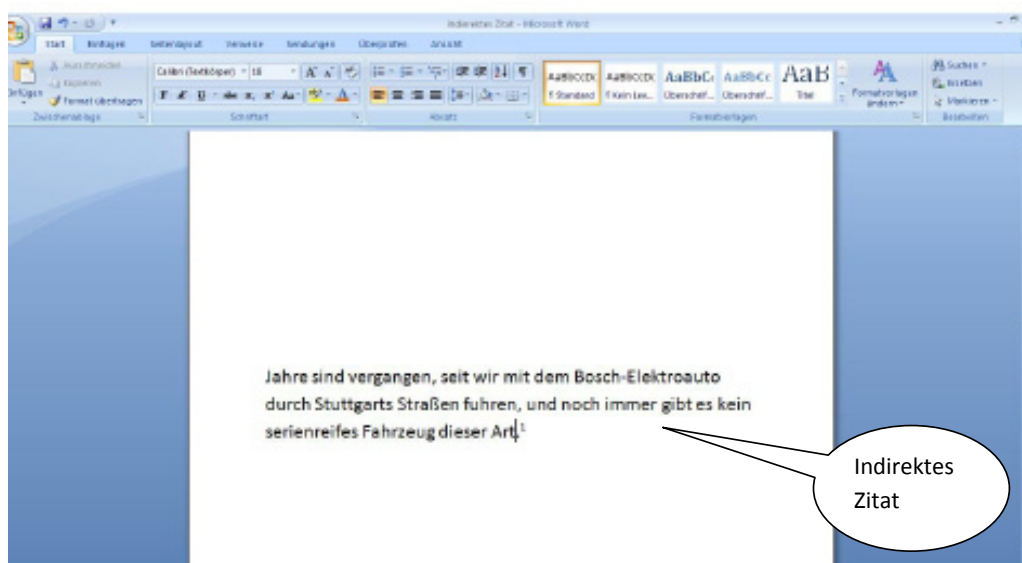 Indirektes Zitat - Microsoft Word
Start Einfügen Seitenlayout Verweise Sendungen Überprüfen Ansicht
Ausschneiden
Kopieren
Format übertragen
Zwischenablage
Calibri (Textkörper) 18
Schriftart
Absatz
AaBbCcDc AaBbCcDc AaBbCc AaBbCc AaB
Standard Kein Lee... Überschrif... Überschrif... Titel
Formatvorlagen
ändern
Formatvorlagen
Suchen
Ersetzen
Markieren
Bearbeiten
Jahre sind vergangen, seit wir mit dem Bosch-Elektroauto
durch Stuttgarts Straßen fuhren, und noch immer gibt es kein
serienreifes Fahrzeug dieser Art.¹
Indirektes
Zitat